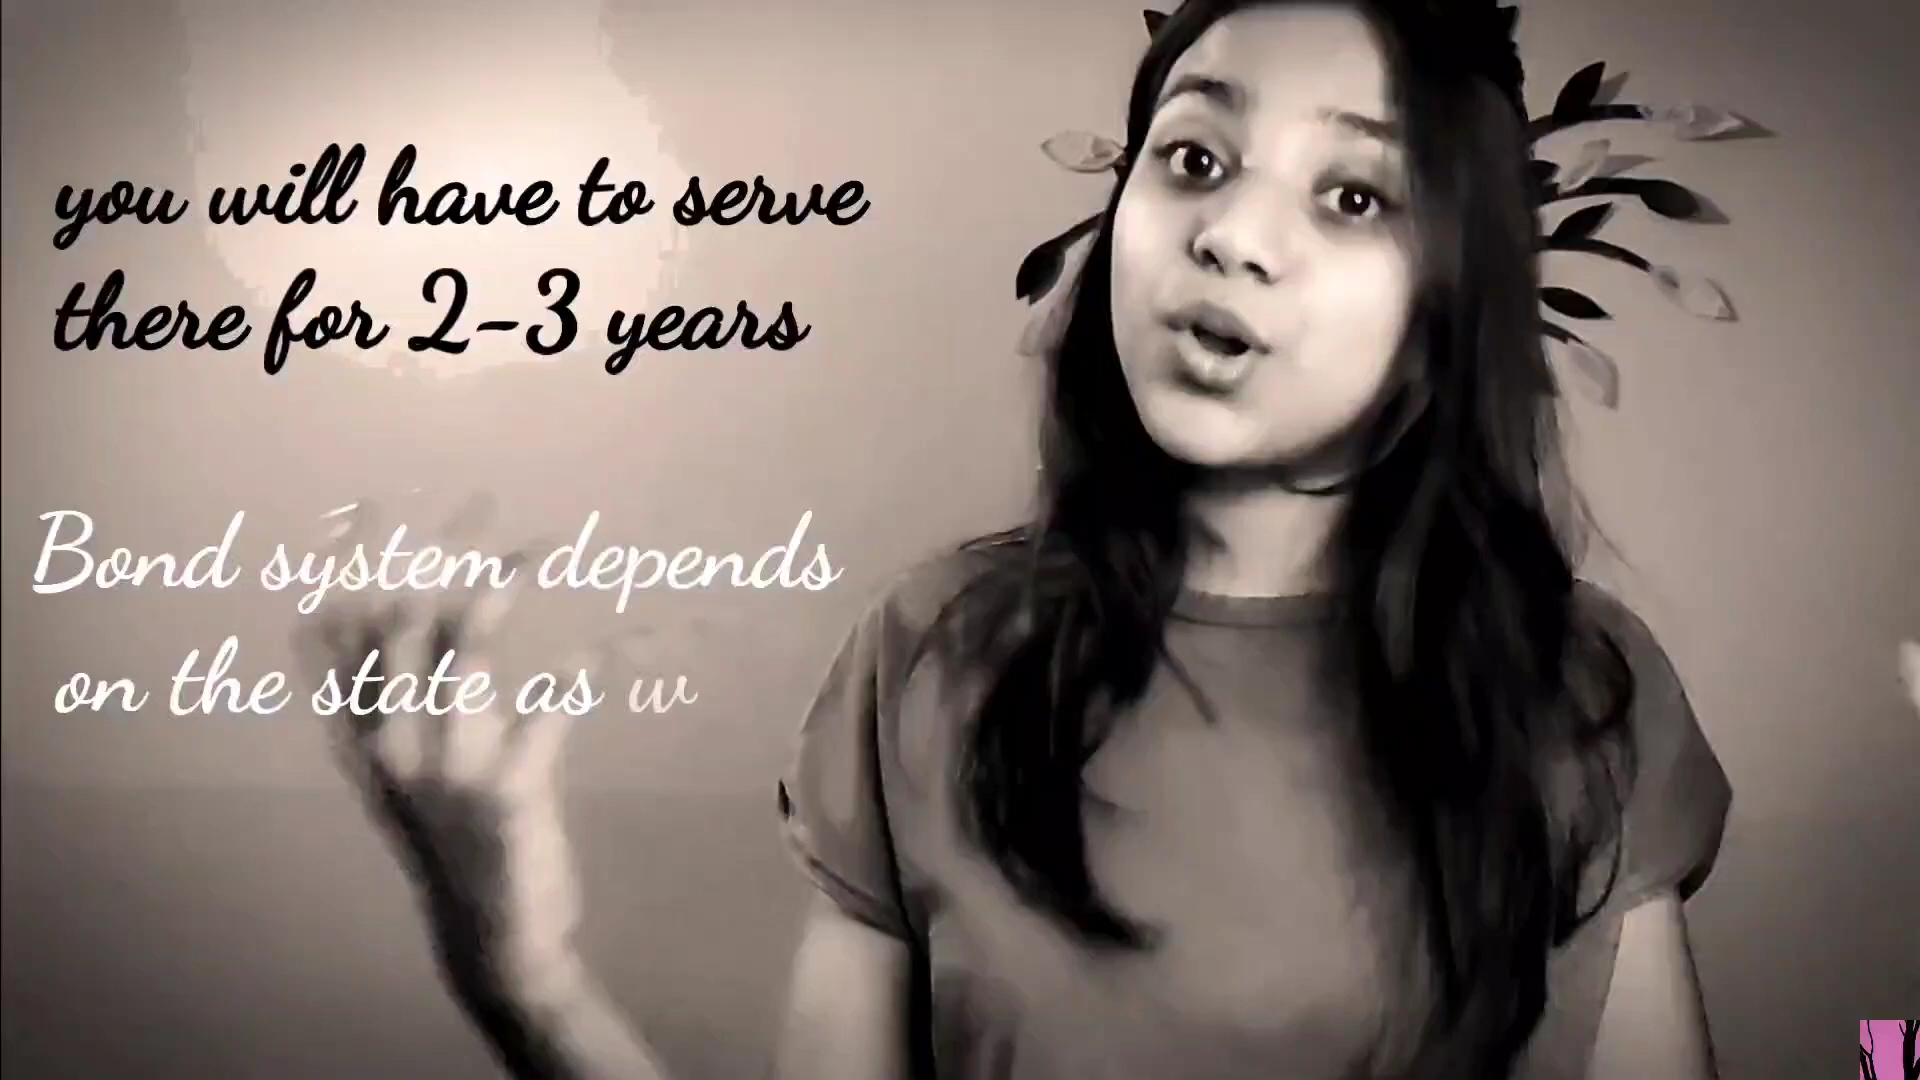 you will have to serve
there for 2-3 years
Bond system depends
on the state as w